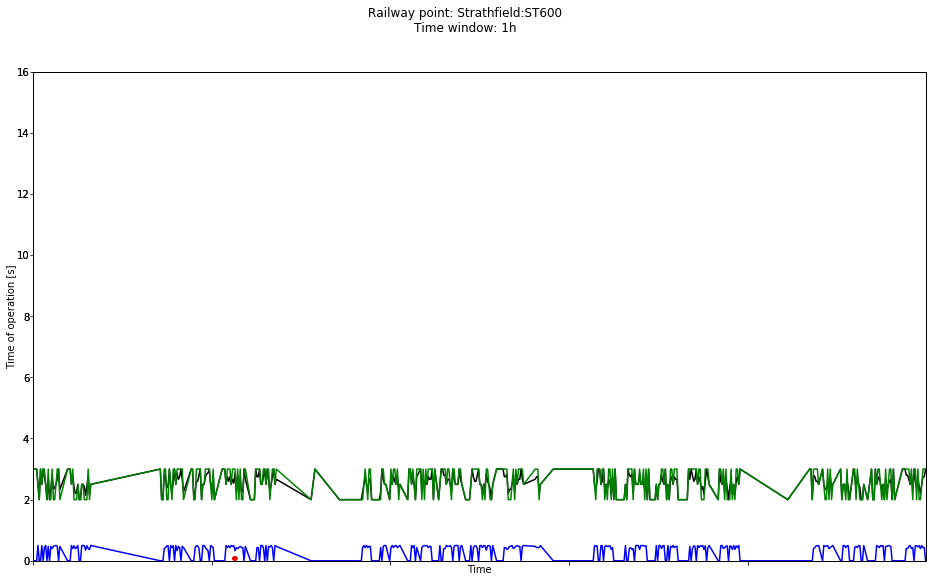 Railway point: Strathfield:ST600
Time window: 1h
16
14
12
10
8
6
4
2
0
Time of operation [s]
Time